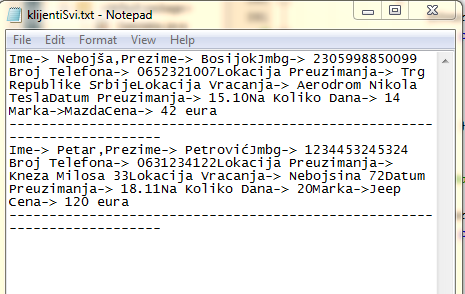 klijentiSvi.txt - Notepad
File Edit Format View Help
Ime-> Nebojša,Prezime-> BosijokJmbg-> 2305998850099
Broj Telefona-> 0652321007Lokacija Preuzimanja-> Trg
Republike SrbijeLokacija Vracanja-> Aerodrom Nikola
TeslaDatum Preuzimanja-> 15.10Na Koliko Dana-> 14
Marka->MazdaCena-> 42 eura
-----------------------------------------------------
-------------------
Ime-> Petar,Prezime-> PetrovićJmbg-> 1234453245324
Broj Telefona-> 0631234122Lokacija Preuzimanja->
Kneza Milosa 33Lokacija Vracanja-> Nebojsina 72Datum
Preuzimanja-> 18.11Na Koliko Dana-> 20Marka->Jeep
Cena-> 120 eura
-----------------------------------------------------
-------------------